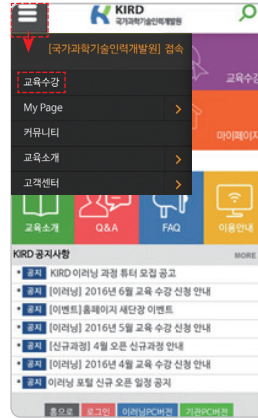 KIRD
국가과학기술인력개발원
[국가과학기술인력개발원] 접속
교육수강
My Page
커뮤니티
교육소개
고객센터
교육수강
마이페이지
교육소개
Q&A
FAQ
이용안내
KIRD 공지사항
MORE
공지 KIRD 이러닝 과정 튜터 모집 공고
공지 [이러닝] 2016년 6월 교육 수강 신청 안내
공지 [이벤트] 홈페이지 새단장 이벤트
공지 [이러닝] 2016년 5월 교육 수강 신청 안내
공지 [신규과정] 4월 오픈 신규과정 안내
공지 [이러닝] 2016년 4월 교육 수강 신청 안내
공지 이러닝 포털 신규 오픈 일정 공지
홈으로 로그인 이러닝PC버전 기관PC버전